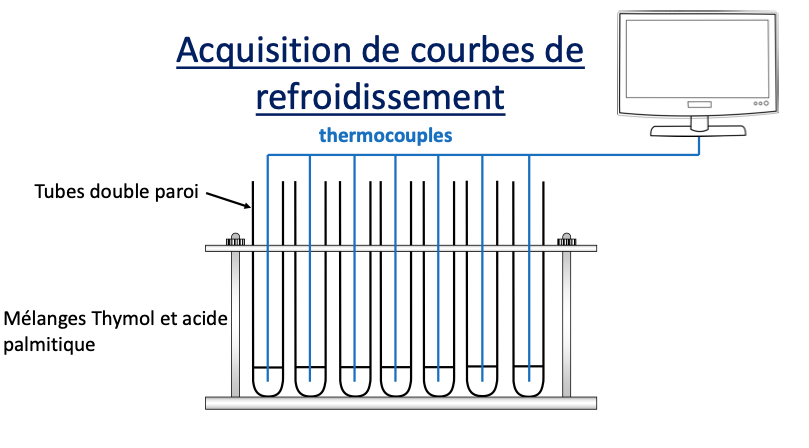 Acquisition de courbes de
refroidissement
thermocouples
Tubes double paroi
Mélanges Thymol et acide
palmitique